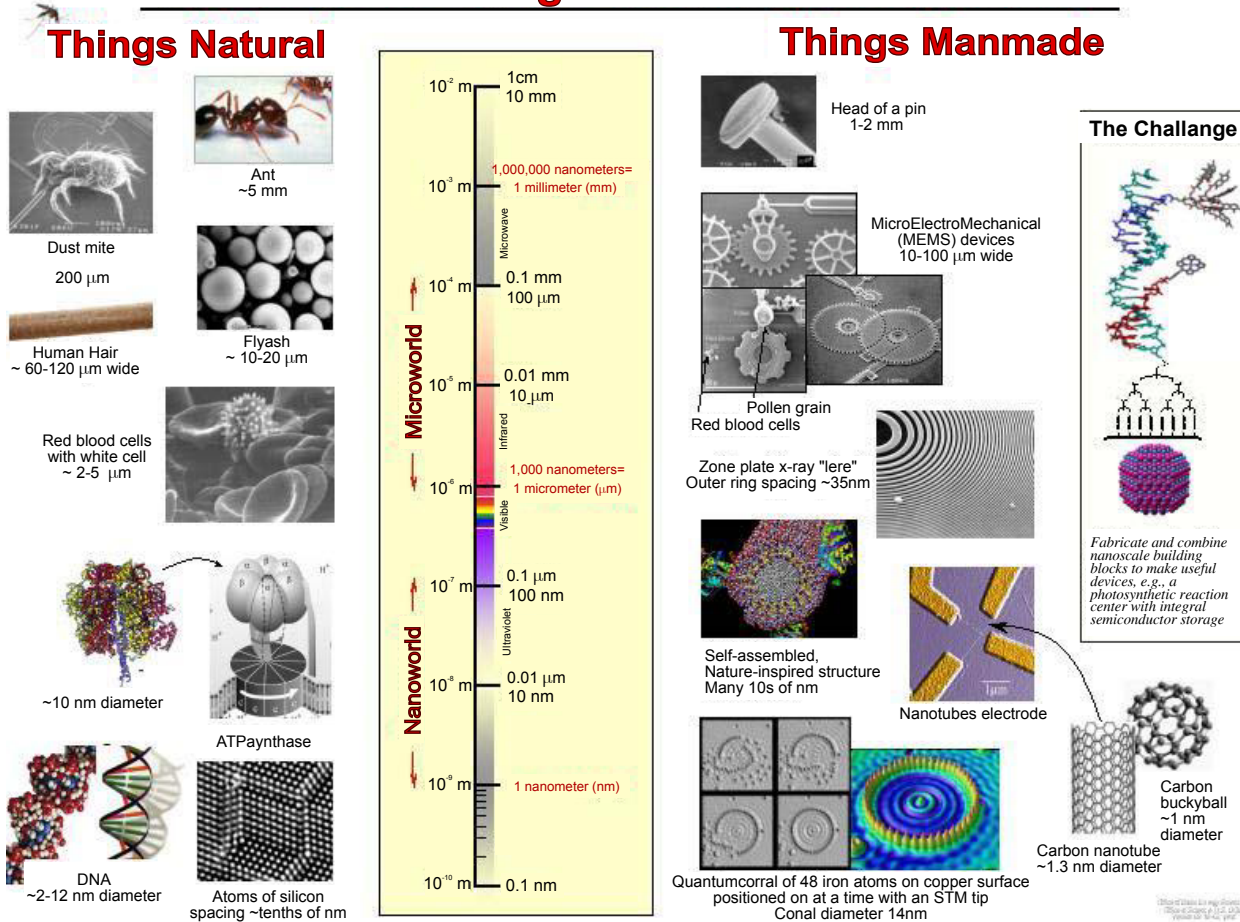 Things Natural
Things Manmade
Ant
~5 mm
Dust mite
200 μm
Flyash
~ 10-20 μm
Human Hair
~ 60-120 μm wide
Red blood cells
with white cell
~ 2-5 μm
~10 nm diameter
ATPaynthase
DNA
~2-12 nm diameter
Atoms of silicon
spacing ~tenths of nm
10⁻² m
1cm
10 mm
1,000,000 nanometers=
10⁻³ m
1 millimeter (mm)
Microwave
10⁻⁴ m
0.1 mm
100 μm
Microworld
10⁻⁵ m
0.01 mm
10 μm
Infrared
1,000 nanometers=
10⁻⁶ m
1 micrometer (μm)
Visible
10⁻⁷ m
0.1 μm
100 nm
Nanoworld
Ultraviolet
10⁻⁸ m
0.01 μm
10 nm
10⁻⁹ m
1 nanometer (nm)
10⁻¹⁰ m
0.1 nm
Head of a pin
1-2 mm
MicroElectroMechanical
(MEMS) devices
10-100 μm wide
Pollen grain
Red blood cells
Zone plate x-ray "lere"
Outer ring spacing ~35nm
Self-assembled,
Nature-inspired structure
Many 10s of nm
1μm
Nanotubes electrode
Carbon
buckyball
~1 nm
diameter
Carbon nanotube
~1.3 nm diameter
Quantumcorral of 48 iron atoms on copper surface
positioned on at a time with an STM tip
Conal diameter 14nm
The Challange
Fabricate and combine
nanoscale building
blocks to make useful
devices, e.g., a
photosynthetic reaction
center with integral
semiconductor storage